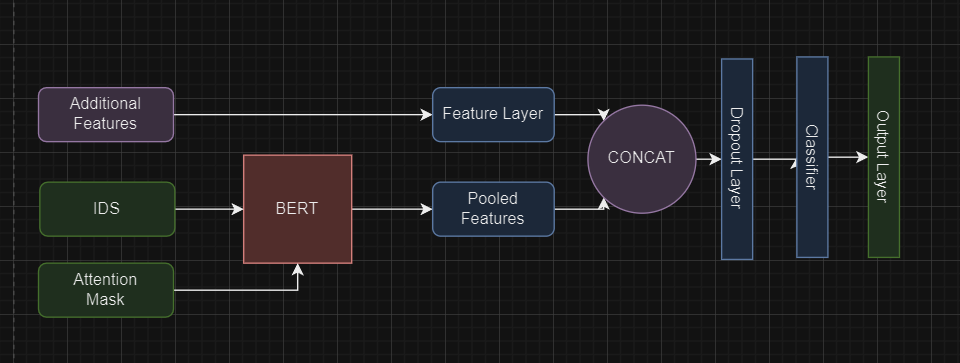 Additional
Features
Feature Layer
CONCAT
Dropout Layer
Classifier
Output Layer
IDS
BERT
Pooled
Features
Attention
Mask